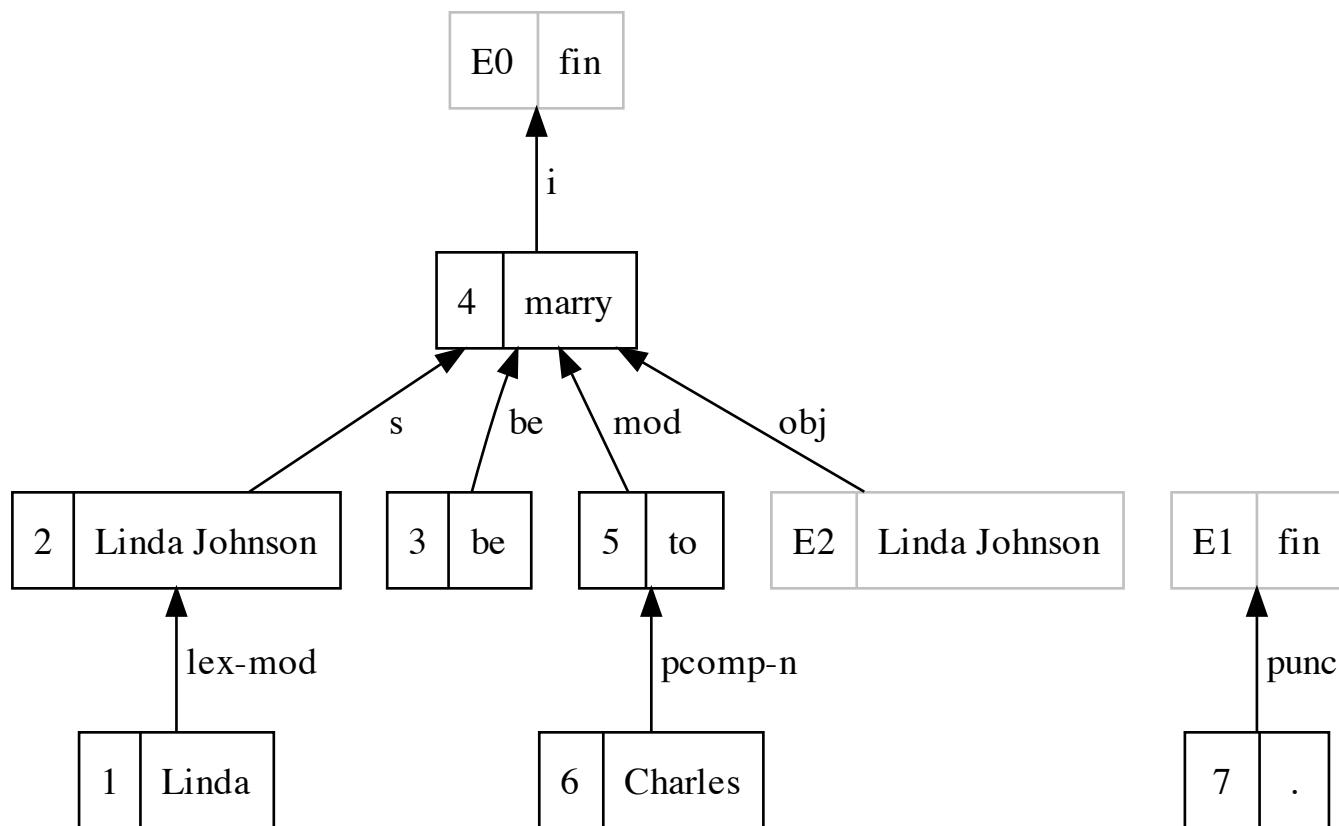 E0 fin
i
4 marry
s be mod obj
2 Linda Johnson 3 be 5 to E2 Linda Johnson E1 fin
lex-mod pcomp-n punc
1 Linda 6 Charles 7 .